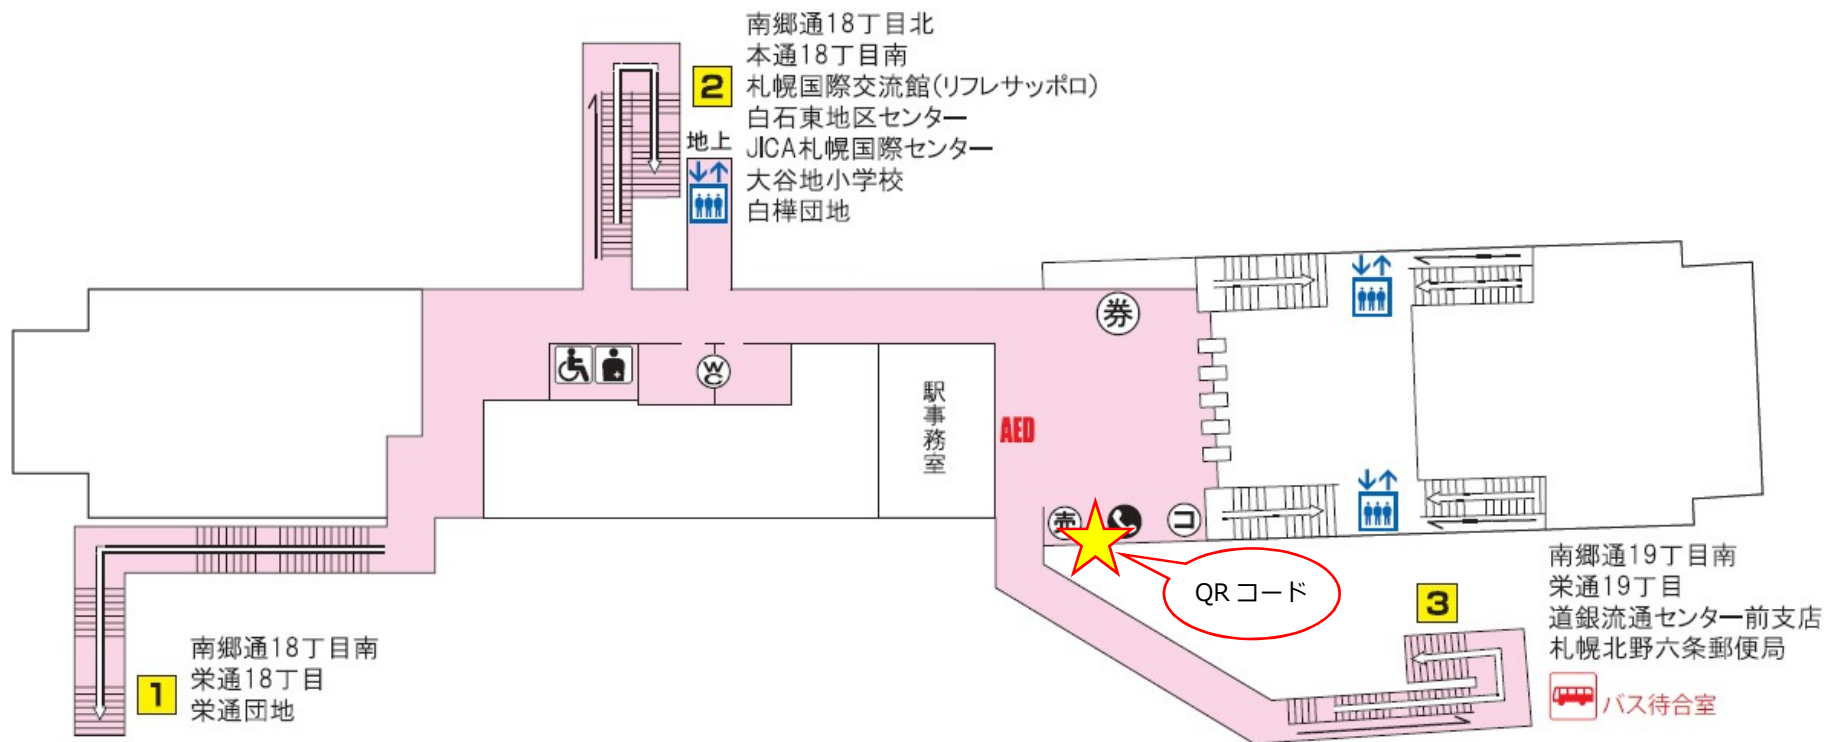 南郷通18丁目北
本通18丁目南
札幌国際交流館(リフレサッポロ)
白石東地区センター
JICA札幌国際センター
大谷地小学校
白樺団地
2
地上
券
WC
駅事務室
AED
売
コ
QRコード
3
南郷通19丁目南
栄通19丁目
道銀流通センター前支店
札幌北野六条郵便局
バス待合室
1
南郷通18丁目南
栄通18丁目
栄通団地